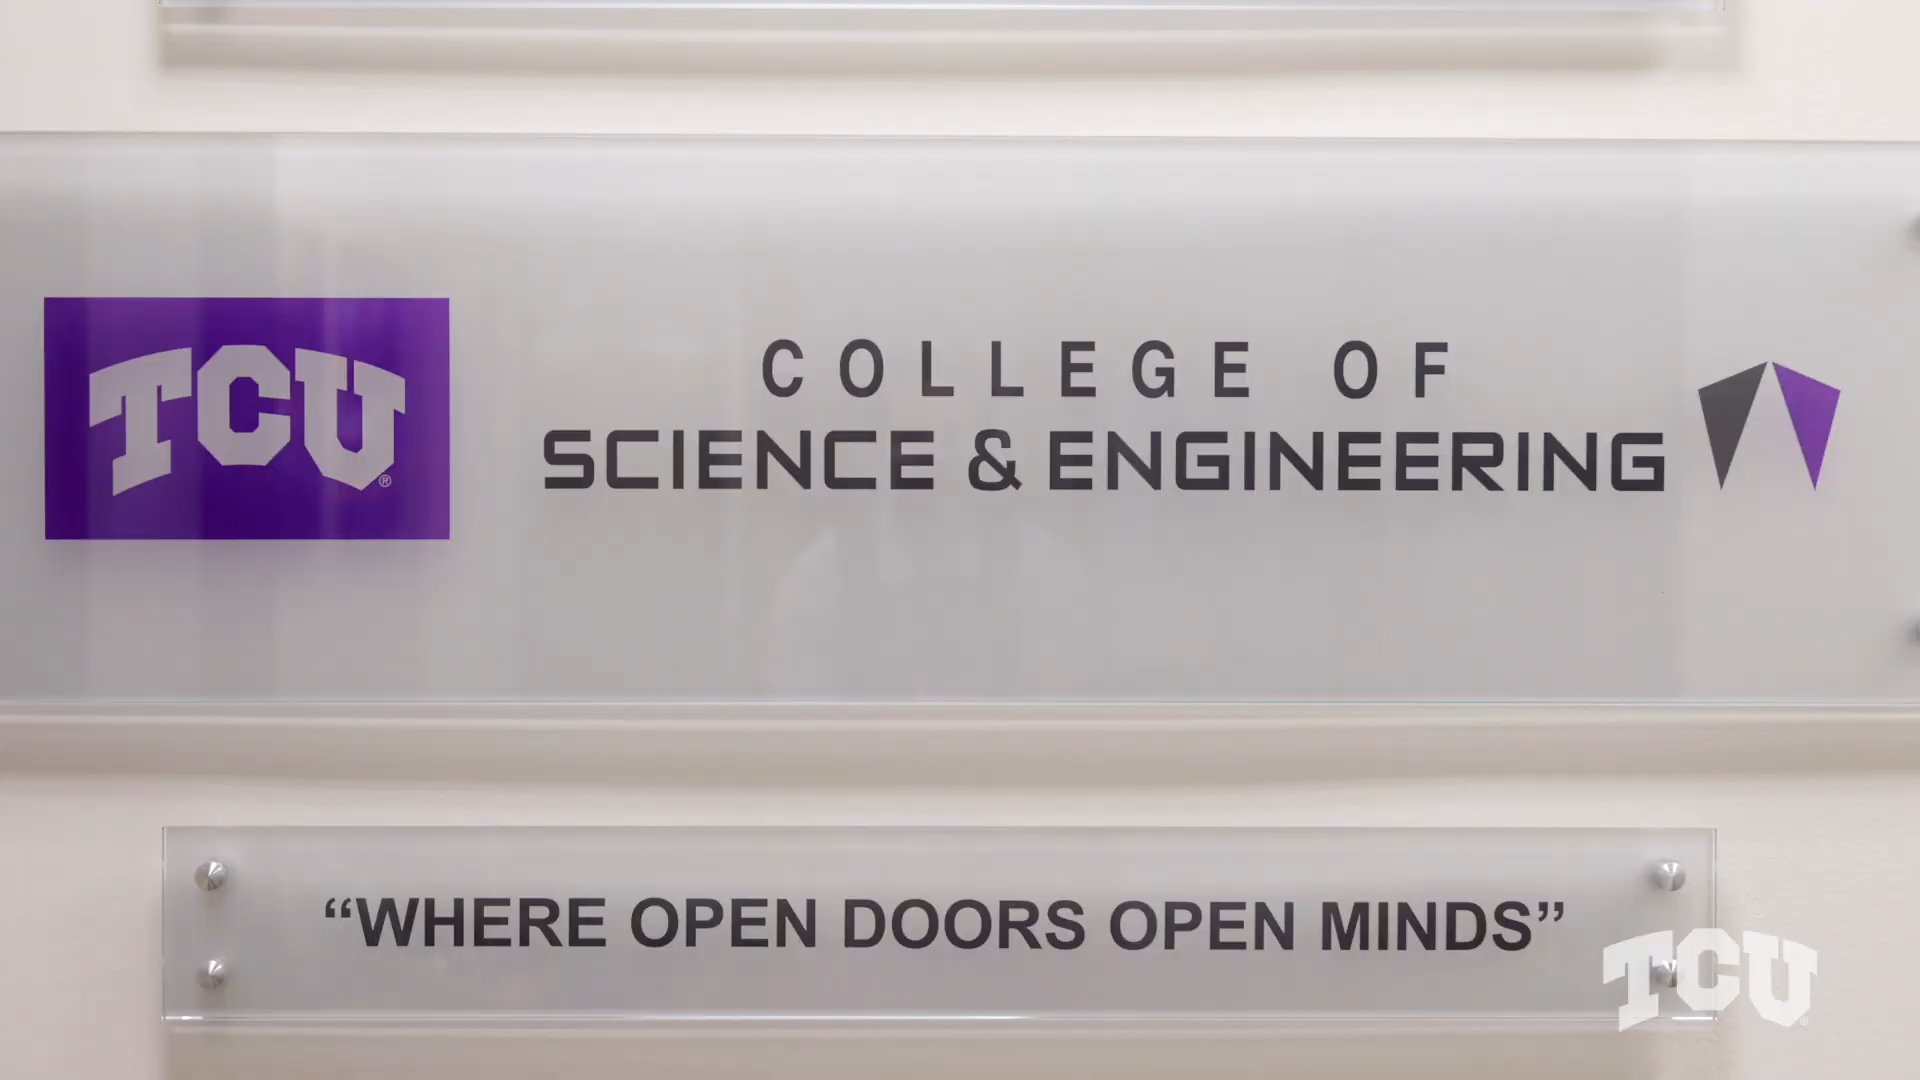 TCU®
COLLEGE OF
SCIENCE & ENGINEERING
“WHERE OPEN DOORS OPEN MINDS”
TCU®